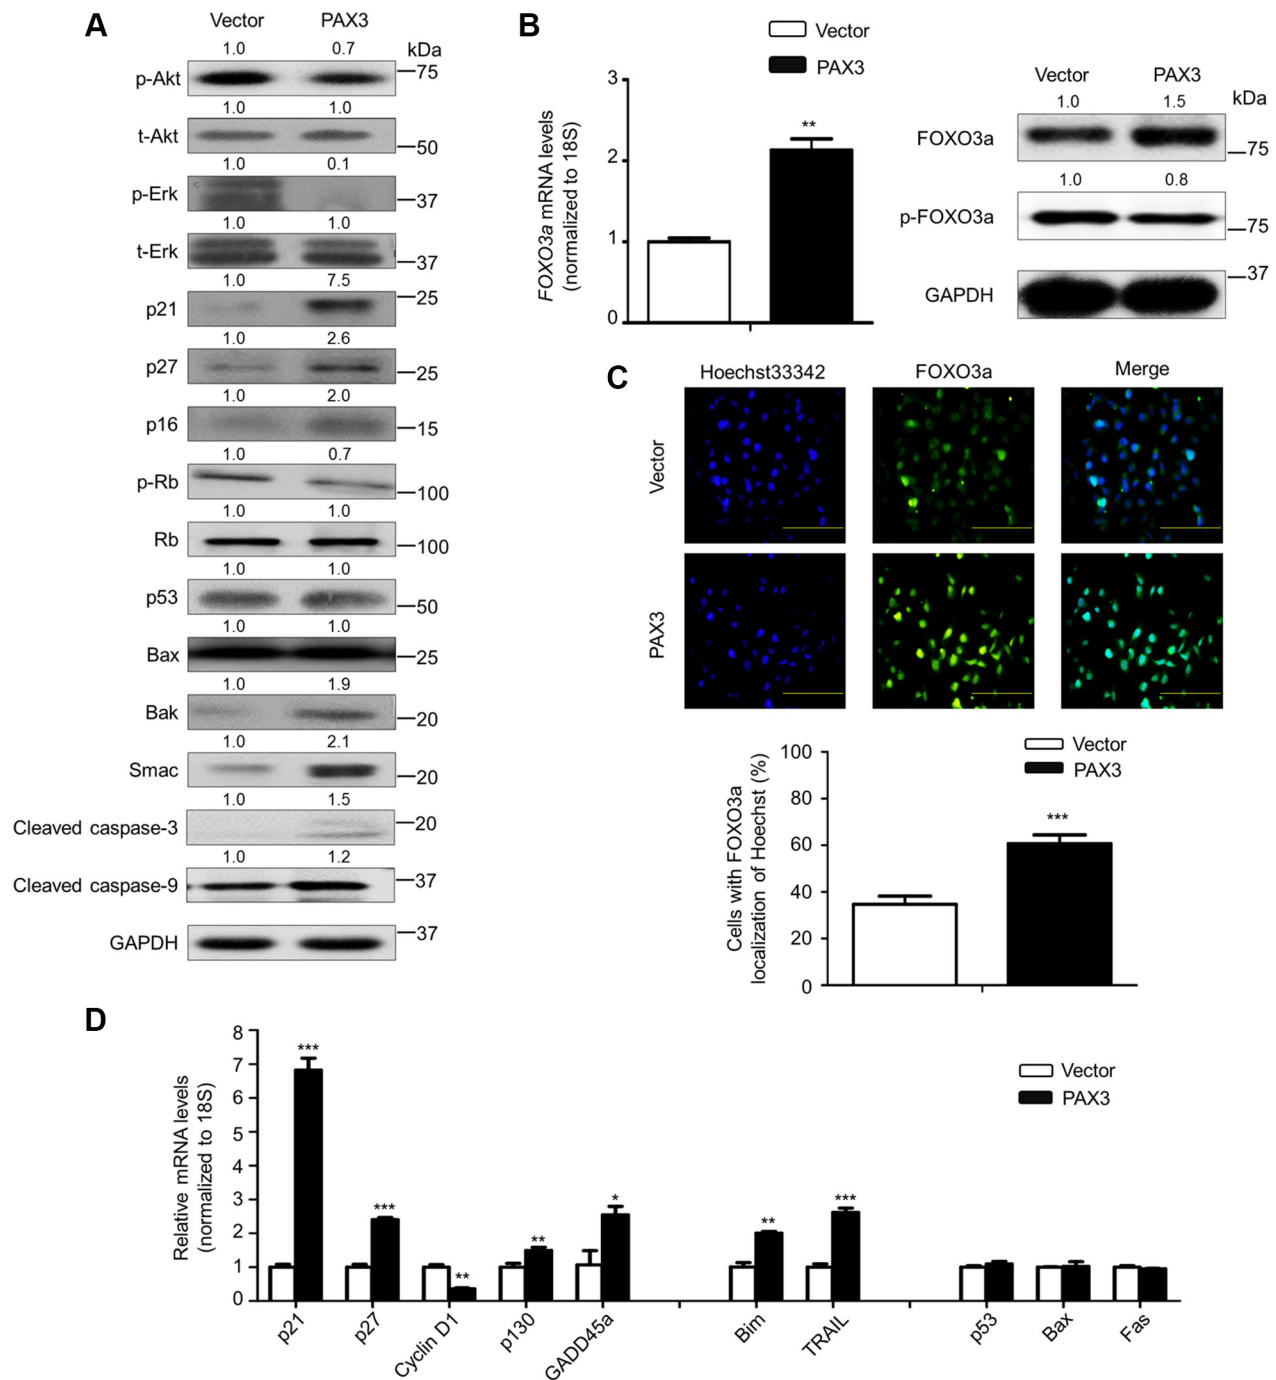 A
Vector PAX3
kDa
1.0 0.7
p-Akt 75
1.0 1.0
t-Akt 50
1.0 0.1
p-Erk 37
1.0 1.0
t-Erk 37
1.0 7.5
p21 25
1.0 2.6
p27 25
1.0 2.0
p16 15
1.0 0.7
p-Rb 100
1.0 1.0
Rb 100
1.0 1.0
p53 50
1.0 1.0
Bax 25
1.0 1.9
Bak 20
1.0 2.1
Smac 20
1.0 1.5
Cleaved caspase-3 20
1.0 1.2
Cleaved caspase-9 37
GAPDH 37
B
Vector
PAX3
FOXO3a mRNA levels
(normalized to 18S)
3
2
1
0
**
Vector PAX3
1.0 1.5 kDa
FOXO3a 75
1.0 0.8
p-FOXO3a 75
GAPDH 37
C
Hoechst33342 FOXO3a Merge
Vector
PAX3
Cells with FOXO3a
localization of Hoechst (%)
100
80
60
40
20
0
Vector
PAX3
***
D
Relative mRNA levels
(normalized to 18S)
8
7
6
5
4
3
2
1
0
*** *** ** ** * ** ***
Vector
PAX3
p21 p27 Cyclin D1 p130 GADD45a Bim TRAIL p53 Bax Fas